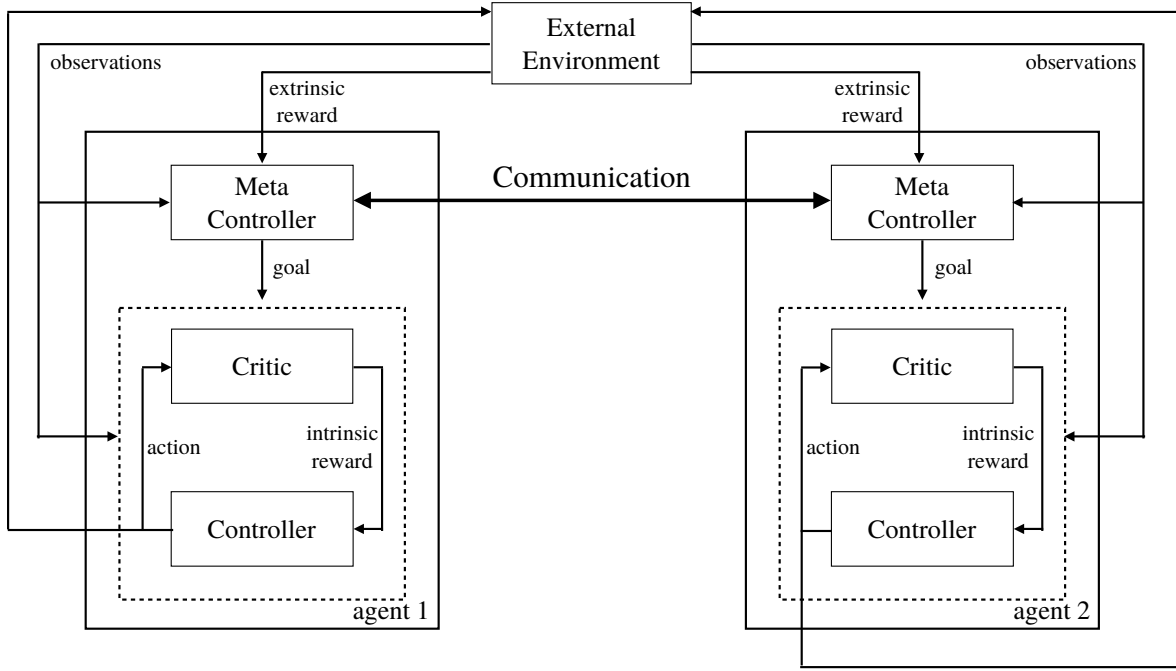 External
Environment
observations
observations
extrinsic
reward
extrinsic
reward
Communication
Meta
Controller
Meta
Controller
goal
goal
Critic
Critic
action
intrinsic
reward
action
intrinsic
reward
Controller
Controller
agent 1
agent 2